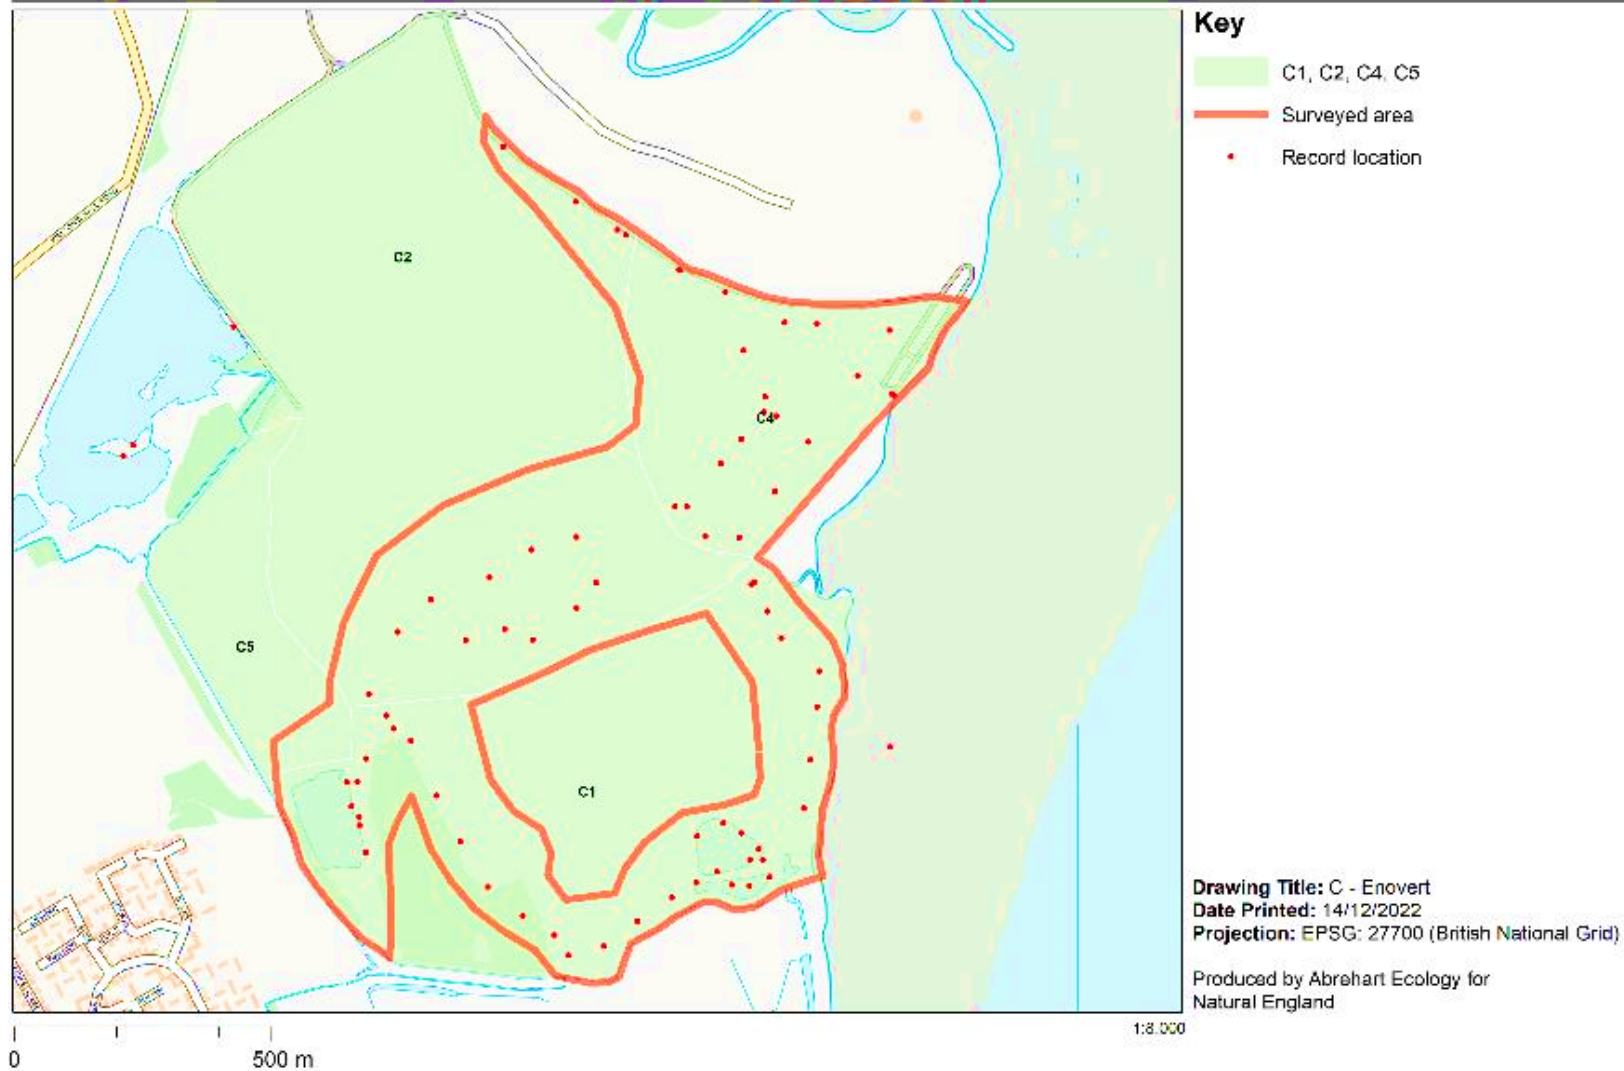 Key
C1, C2, C4, C5
Surveyed area
Record location
C2
C4
C5
C1
Drawing Title: C - Enovert
Date Printed: 14/12/2022
Projection: EPSG: 27700 (British National Grid)
Produced by Abrehart Ecology for
Natural England
1:8,000
0
500 m